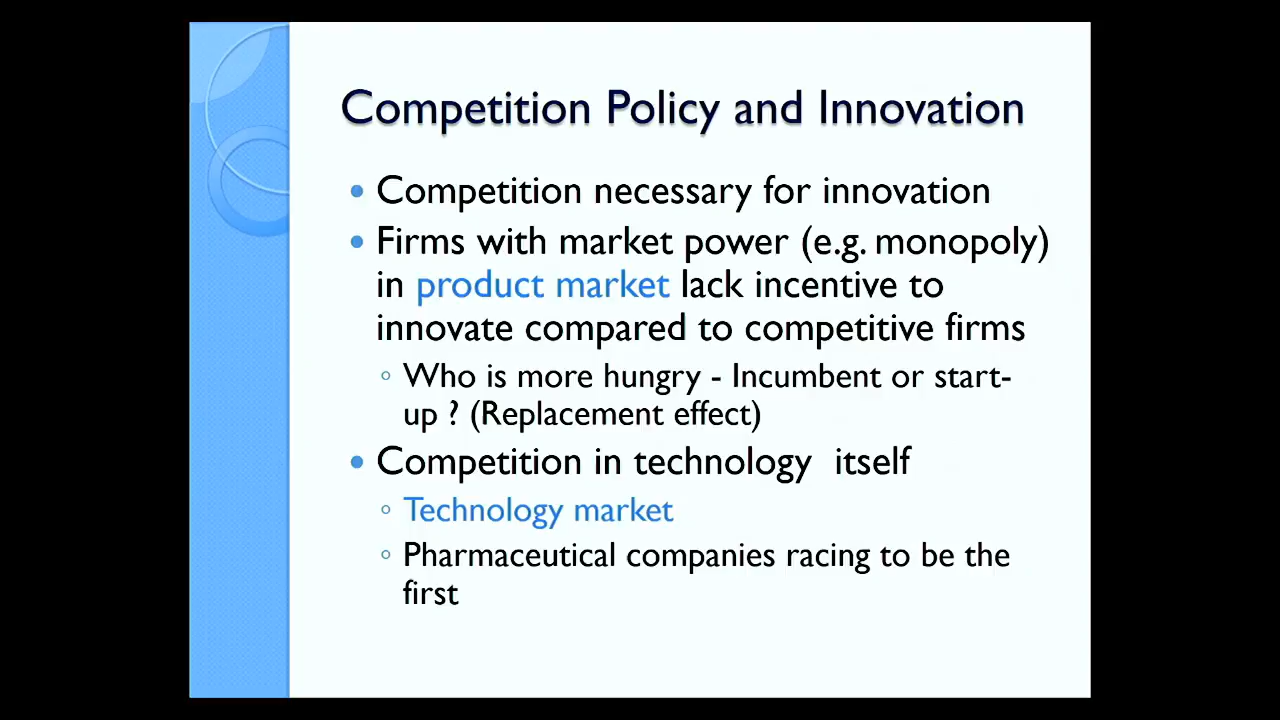 Competition Policy and Innovation
• Competition necessary for innovation
• Firms with market power (e.g. monopoly)
in product market lack incentive to
innovate compared to competitive firms
◦ Who is more hungry - Incumbent or start-
up ? (Replacement effect)
• Competition in technology  itself
◦ Technology market
◦ Pharmaceutical companies racing to be the
first